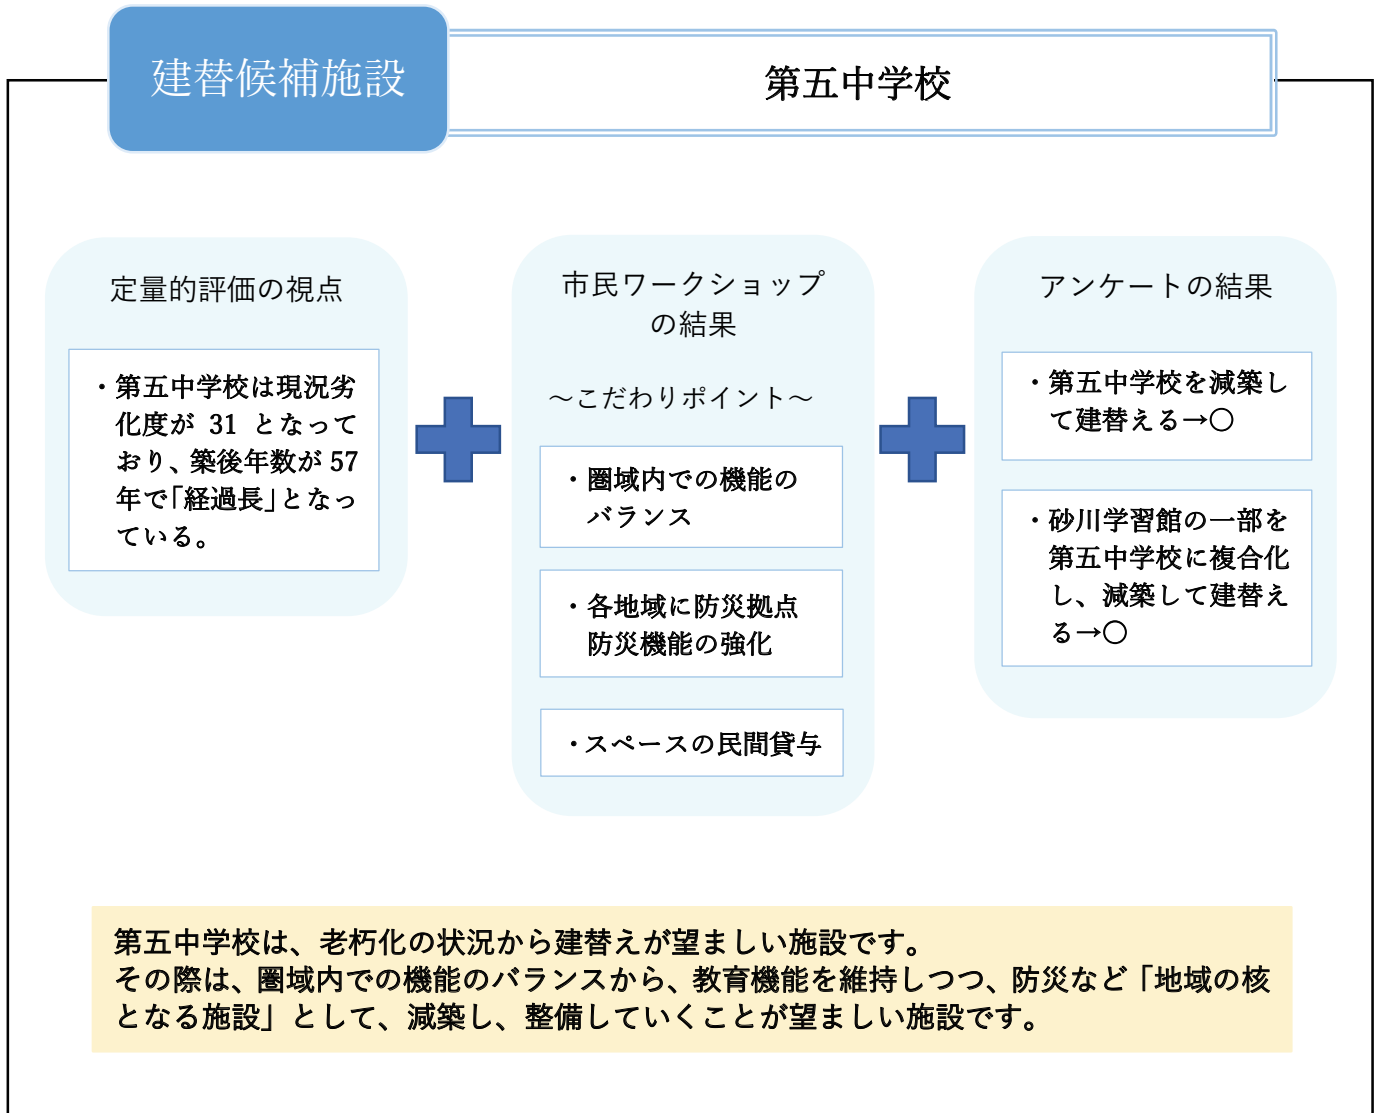 建替候補施設
第五中学校
定量的評価の視点
・第五中学校は現況劣
化度が 31 となって
おり、築後年数が 57
年で「経過長」となっ
ている。
市民ワークショップ
の結果
～こだわりポイント～
・圏域内での機能の
バランス
・各地域に防災拠点
防災機能の強化
・スペースの民間貸与
アンケートの結果
・第五中学校を減築し
て建替える→○
・砂川学習館の一部を
第五中学校に複合化
し、減築して建替え
る→○
第五中学校は、老朽化の状況から建替えが望ましい施設です。
その際は、圏域内での機能のバランスから、教育機能を維持しつつ、防災など「地域の核
となる施設」として、減築し、整備していくことが望ましい施設です。